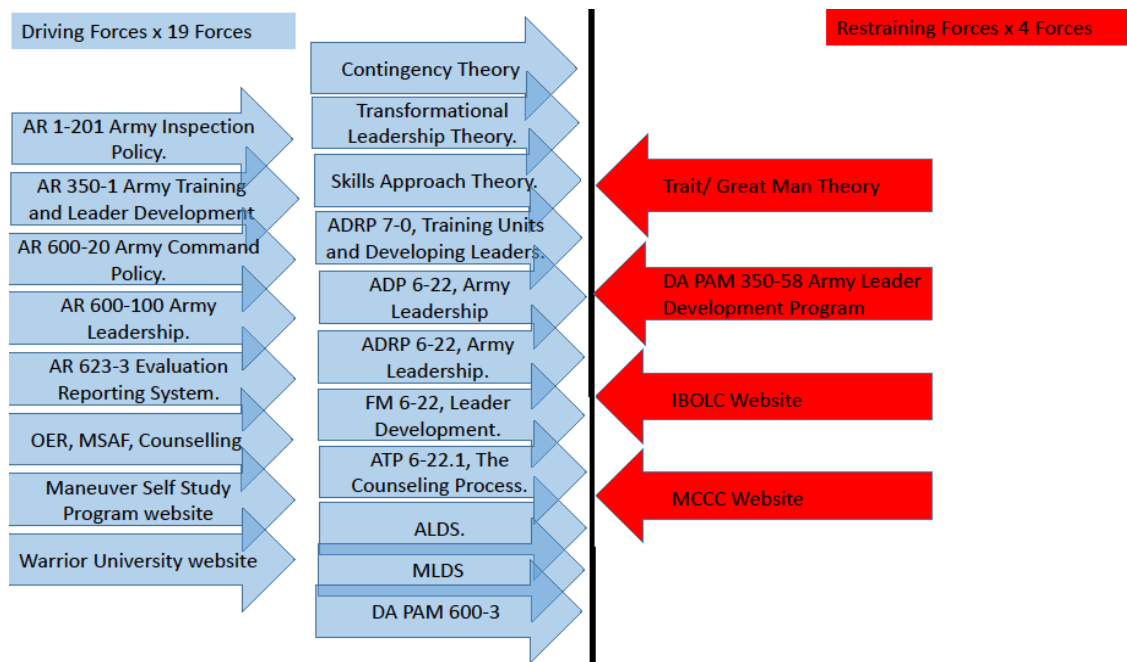 Driving Forces x 19 Forces
AR 1-201 Army Inspection
Policy.
AR 350-1 Army Training
and Leader Development
AR 600-20 Army Command
Policy.
AR 600-100 Army
Leadership.
AR 623-3 Evaluation
Reporting System.
OER, MSAF, Counselling
Maneuver Self Study
Program website
Warrior University website
Contingency Theory
Transformational
Leadership Theory.
Skills Approach Theory.
ADRP 7-0, Training Units
and Developing Leaders.
ADP 6-22, Army
Leadership
ADRP 6-22, Army
Leadership.
FM 6-22, Leader
Development.
ATP 6-22.1, The
Counseling Process.
ALDS.
MLDS
DA PAM 600-3
Restraining Forces x 4 Forces
Trait/ Great Man Theory
DA PAM 350-58 Army Leader
Development Program
IBOLC Website
MCCC Website